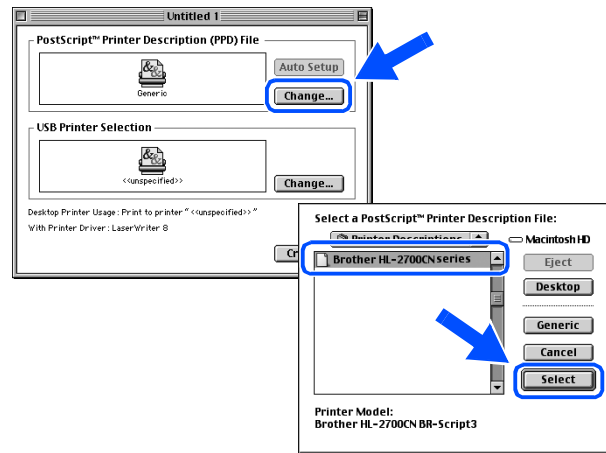 Untitled 1
PostScript™ Printer Description (PPD) File
Generic
Auto Setup
Change...
USB Printer Selection
<<unspecified>>
Change...
Desktop Printer Usage: Print to printer "<<unspecified>>"
With Printer Driver: LaserWriter 8
Cr
Select a PostScript™ Printer Description File:
Printer Descriptions
Macintosh HD
Brother HL-2700CN series
Eject
Desktop
Generic
Cancel
Select
Printer Model:
Brother HL-2700CN BR-Script3